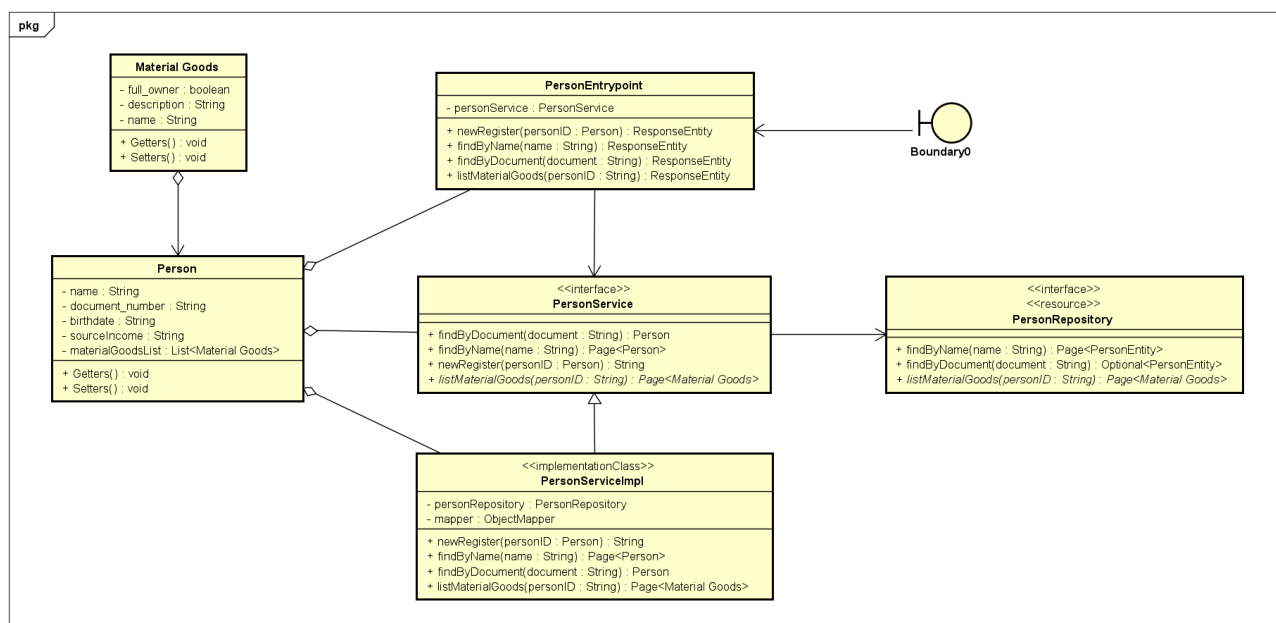 pkg
Material Goods
- full_owner : boolean
- description : String
- name : String
+ Getters() : void
+ Setters() : void
PersonEntrypoint
- personService : PersonService
+ newRegister(personID : Person) : ResponseEntity
+ findByName(name : String) : ResponseEntity
+ findByDocument(document : String) : ResponseEntity
+ listMaterialGoods(personID : String) : ResponseEntity
Boundary0
Person
- name : String
- document_number : String
- birthdate : String
- sourceIncome : String
- materialGoodsList : List<Material Goods>
+ Getters() : void
+ Setters() : void
<<interface>>
PersonService
+ findByDocument(document : String) : Person
+ findByName(name : String) : Page<Person>
+ newRegister(personID : Person) : String
+ listMaterialGoods(personID : String) : Page<Material Goods>
<<interface>>
<<resource>>
PersonRepository
+ findByName(name : String) : Page<PersonEntity>
+ findByDocument(document : String) : Optional<PersonEntity>
+ listMaterialGoods(personID : String) : Page<Material Goods>
<<implementationClass>>
PersonServiceImpl
- personRepository : PersonRepository
- mapper : ObjectMapper
+ newRegister(personID : Person) : String
+ findByName(name : String) : Page<Person>
+ findByDocument(document : String) : Person
+ listMaterialGoods(personID : String) : Page<Material Goods>